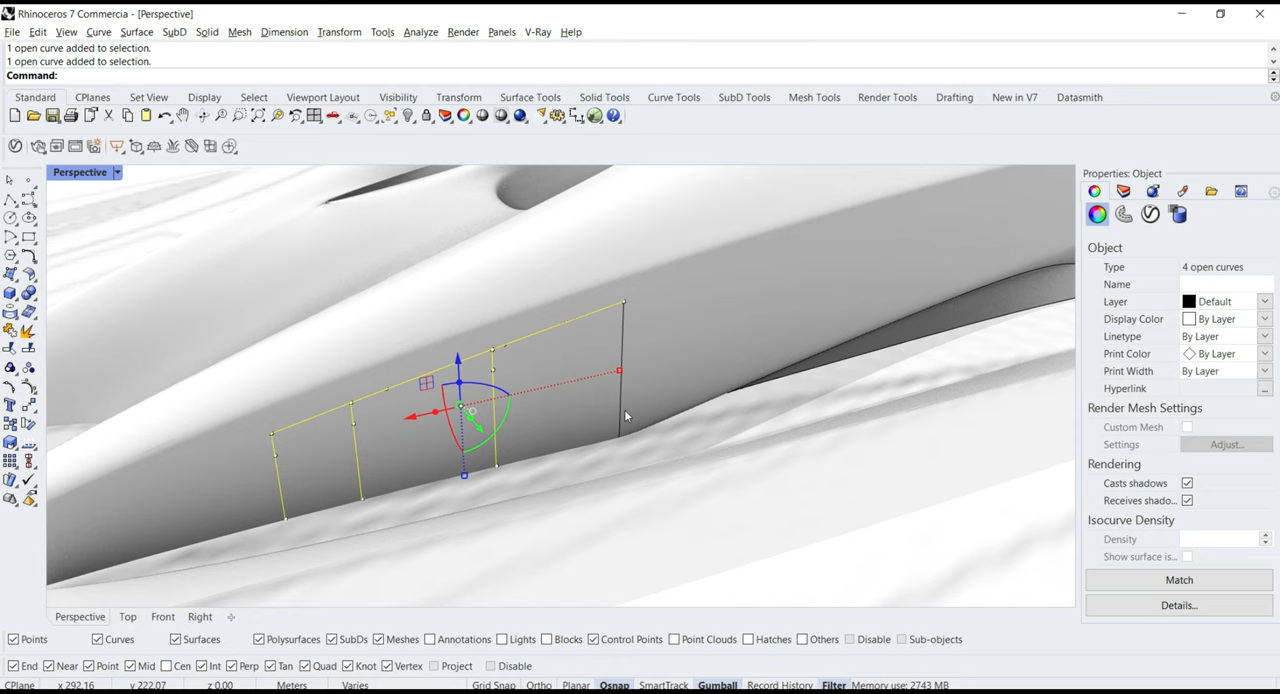 Rhinoceros 7 Commercia - [Perspective]
File Edit View Curve Surface SubD Solid Mesh Dimension Transform Tools Analyze Render Panels V-Ray Help
1 open curve added to selection.
1 open curve added to selection.
Command:
Standard CPlanes Set View Display Select Viewport Layout Visibility Transform Surface Tools Solid Tools Curve Tools SubD Tools Mesh Tools Render Tools Drafting New in V7 Datasmith
Perspective
Properties: Object
Object
Type 4 open curves
Name
Layer Default
Display Color By Layer
Linetype By Layer
Print Color By Layer
Print Width By Layer
Hyperlink ...
Render Mesh Settings
Custom Mesh
Settings Adjust...
Rendering
Casts shadows
Receives shado...
Isocurve Density
Density
Show surface is...
Match
Details...
Perspective Top Front Right
Points Curves Surfaces Polysurfaces SubDs Meshes Annotations Lights Blocks Control Points Point Clouds Hatches Others Disable Sub-objects
End Near Point Mid Cen Int Perp Tan Quad Knot Vertex Project Disable
CPlane x 292.16 y 222.07 z 0.00 Meters Varies Grid Snap Ortho Planar Osnap SmartTrack Gumball Record History Filter Memory use: 2743 MB